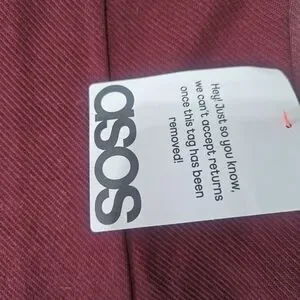 asos
Hey! Just so you know,
we can't accept returns
once this tag has been
removed!